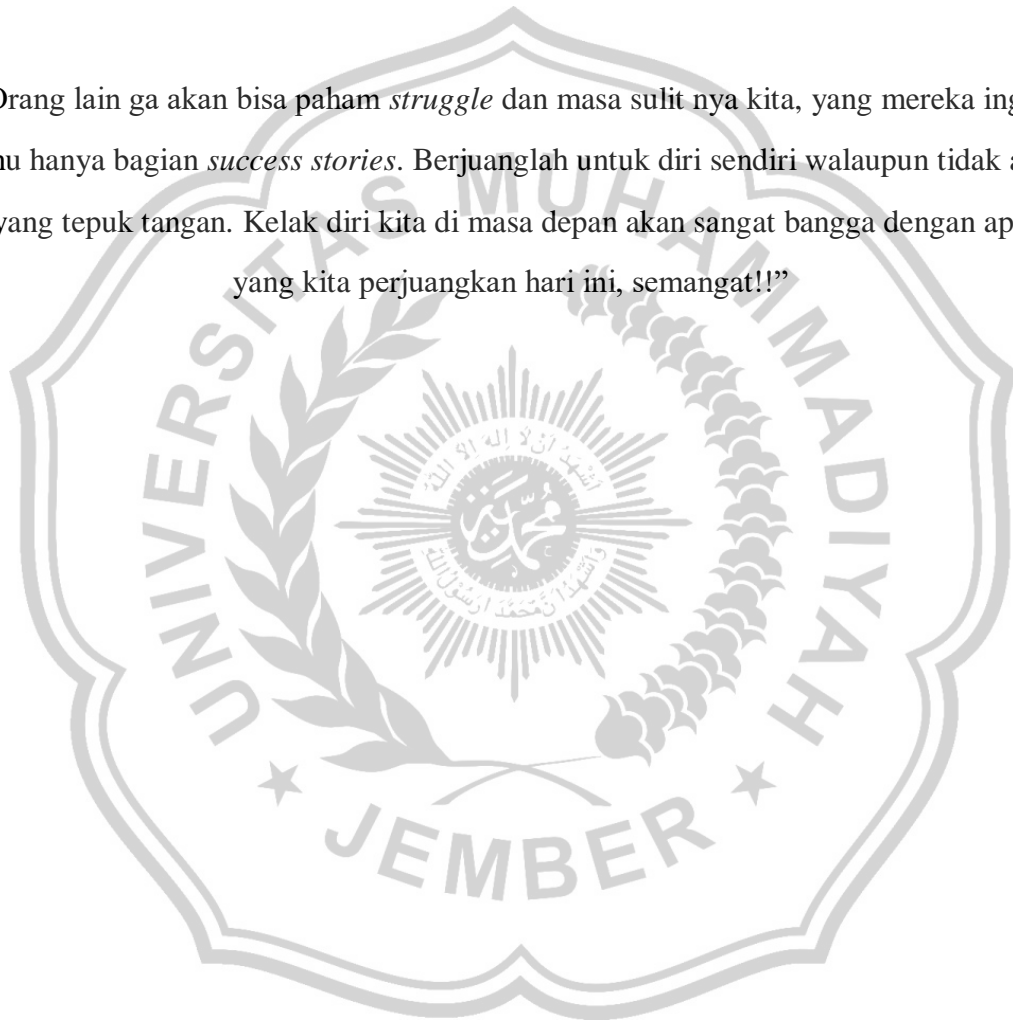 Orang lain ga akan bisa paham struggle dan masa sulit nya kita, yang mereka
hanya bagian success stories. Berjuanglah untuk diri sendiri walaupun tidak
yang tepuk tangan. Kelak diri kita di masa depan akan sangat bangga dengan
yang kita perjuangkan hari ini, semangat!!”
UNIVERSITAS MUHAMMADIYAH
JEMBER